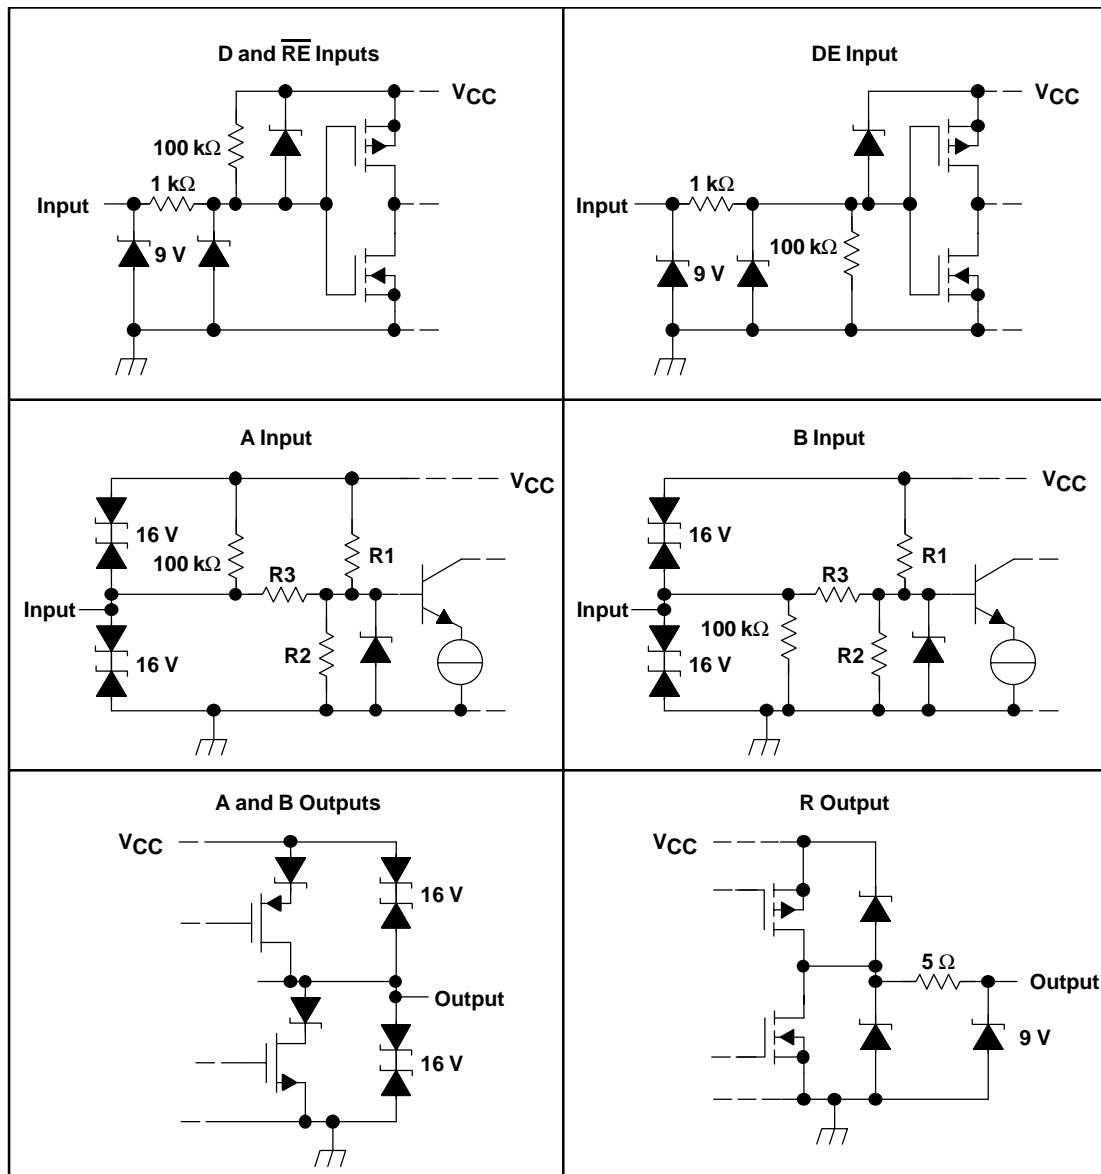 D and R̅E̅ Inputs
VCC
100 kΩ
1 kΩ
Input
9 V
DE Input
VCC
1 kΩ
Input
100 kΩ
9 V
A Input
VCC
16 V
100 kΩ
R3
R1
Input
R2
16 V
B Input
VCC
16 V
R3
R1
Input
100 kΩ
R2
16 V
A and B Outputs
VCC
16 V
Output
16 V
R Output
VCC
5 Ω
Output
9 V